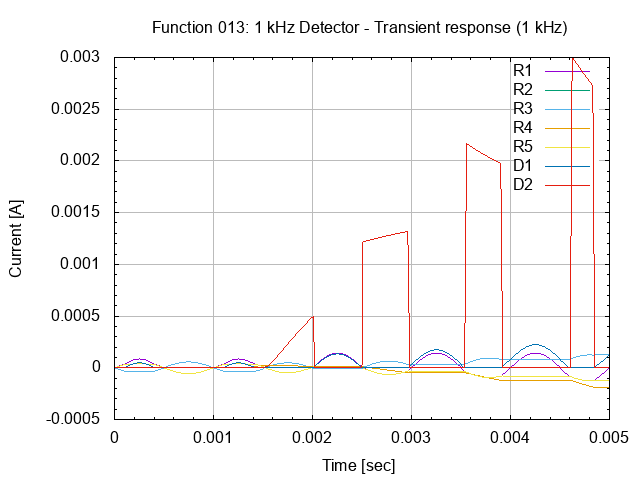 Function 013: 1 kHz Detector - Transient response (1 kHz)
0.003
0.0025
0.002
0.0015
0.001
0.0005
0
-0.0005
Current [A]
R1
R2
R3
R4
R5
D1
D2
0 0.001 0.002 0.003 0.004 0.005
Time [sec]